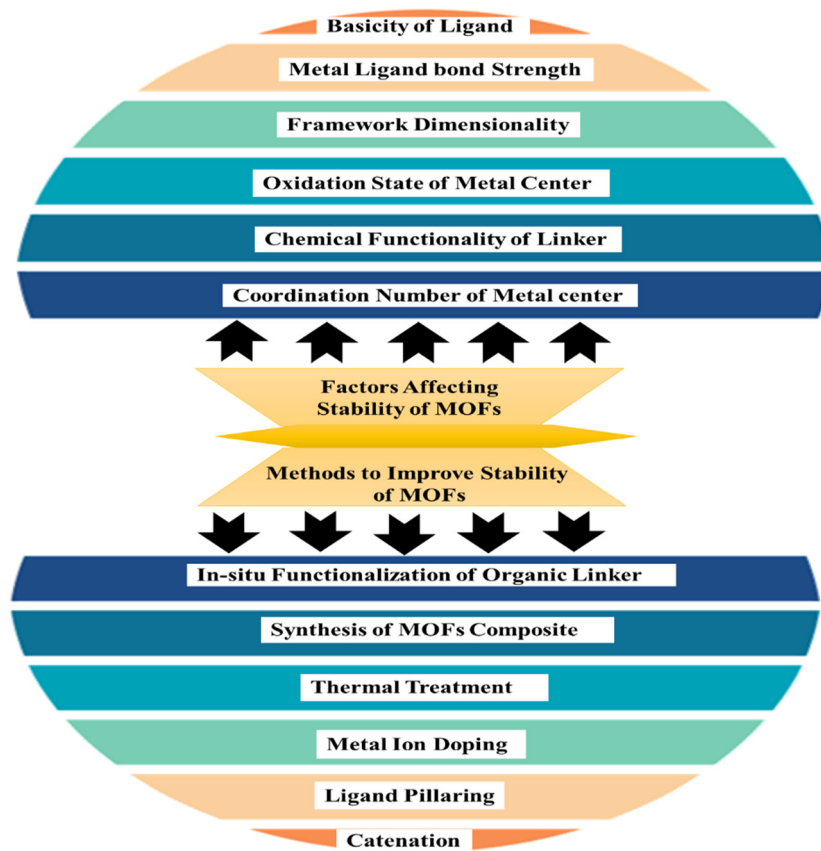 Basicity of Ligand
Metal Ligand bond Strength
Framework Dimensionality
Oxidation State of Metal Center
Chemical Functionality of Linker
Coordination Number of Metal center
Factors Affecting
Stability of MOFs
Methods to Improve Stability
of MOFs
In-situ Functionalization of Organic Linker
Synthesis of MOFs Composite
Thermal Treatment
Metal Ion Doping
Ligand Pillaring
Catenation